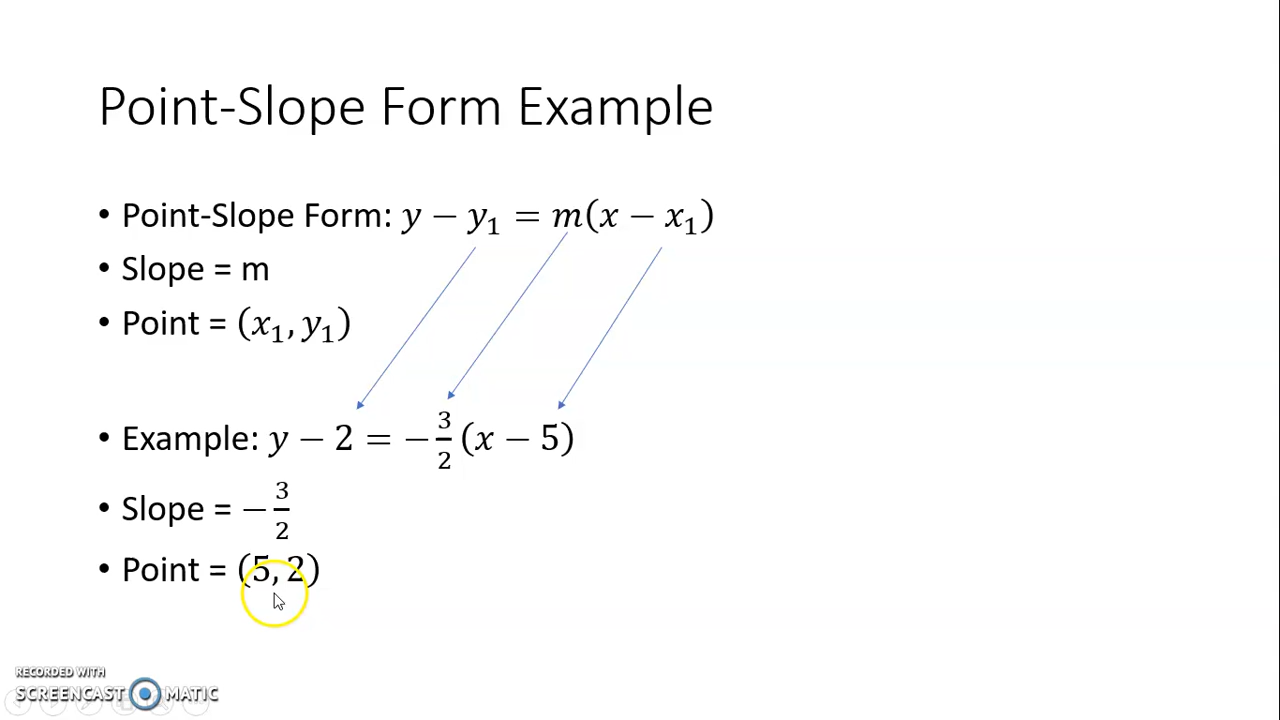 Point-Slope Form Example
• Point-Slope Form: y − y₁ = m(x − x₁)
• Slope = m
• Point = (x₁, y₁)
• Example: y − 2 = −3/2 (x − 5)
• Slope = −3/2
• Point = (5, 2)
RECORDED WITH
SCREENCAST MATIC